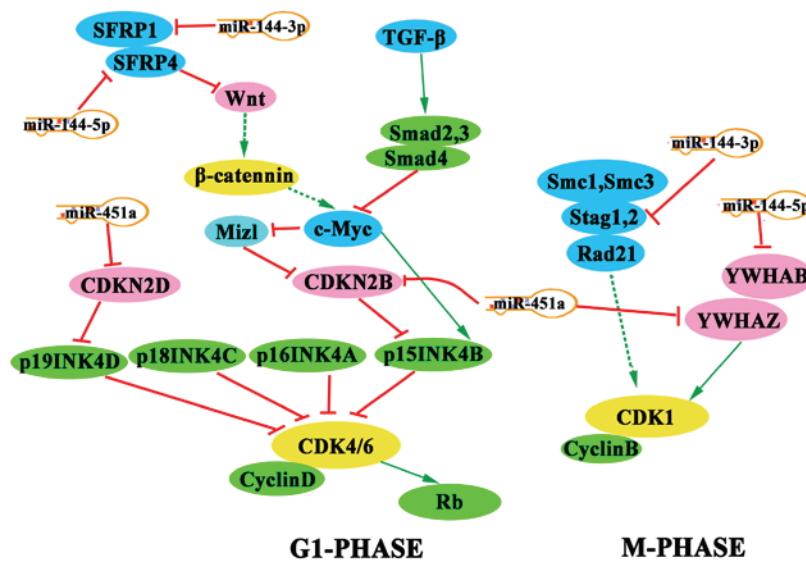 SFRP1
miR-144-3p
SFRP4
TGF-β
Wnt
miR-144-5p
Smad2,3
Smad4
miR-144-3p
β-catennin
Smc1,Smc3
miR-451a
Stag1,2
miR-144-5p
Mizl
c-Myc
Rad21
YWHAB
CDKN2D
CDKN2B
miR-451a
YWHAZ
p19INK4D
p18INK4C
p16INK4A
p15INK4B
CDK1
CDK4/6
CyclinB
CyclinD
Rb
G1-PHASE
M-PHASE